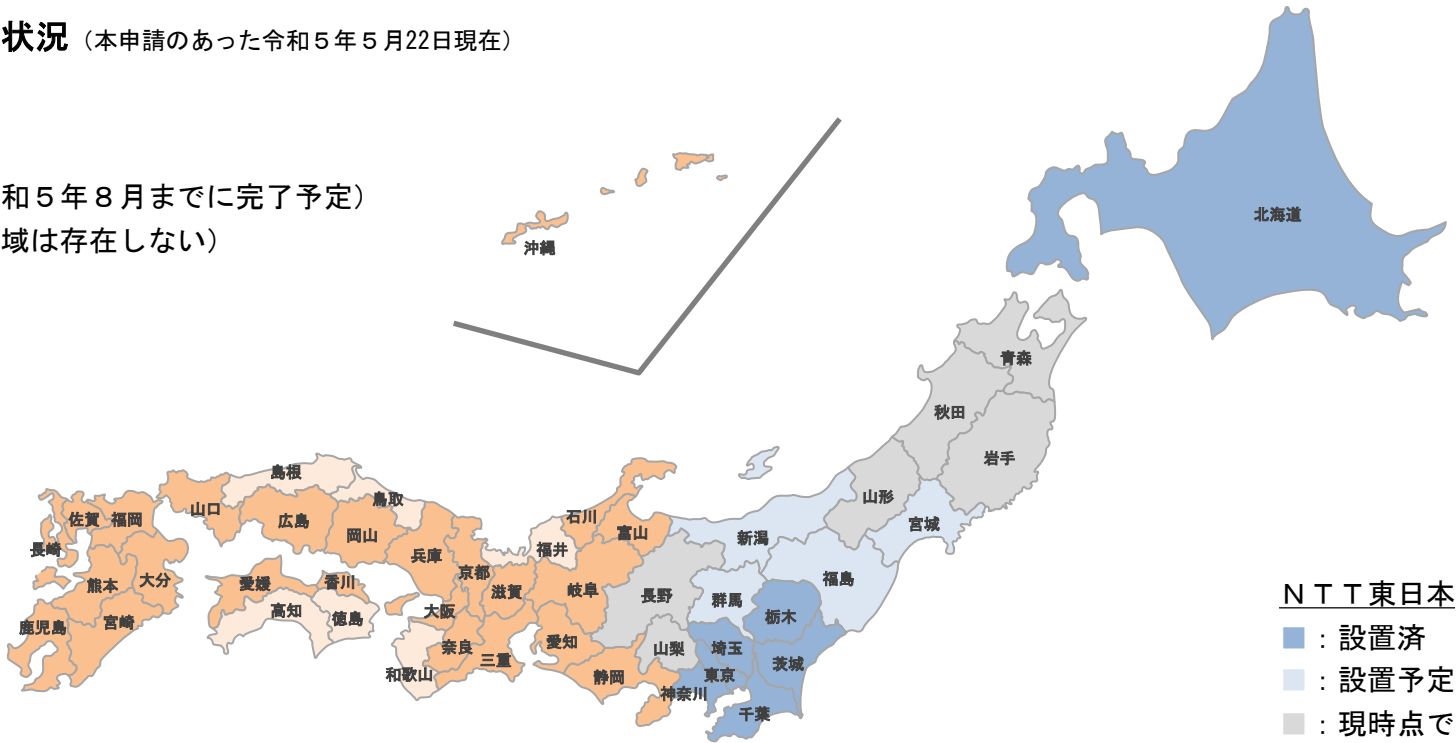 状況（本申請のあった令和５年５月22日現在）
和５年８月までに完了予定）
域は存在しない）
沖縄
北海道
青森
秋田
岩手
山形
宮城
新潟
福島
群馬
栃木
長野
山梨
埼玉
茨城
東京
神奈川
千葉
島根
鳥取
山口
広島
岡山
兵庫
京都
福井
石川
富山
滋賀
岐阜
大阪
奈良
三重
愛知
静岡
和歌山
愛媛
香川
高知
徳島
佐賀
福岡
長崎
熊本
大分
鹿児島
宮崎
ＮＴＴ東日本
：設置済
：設置予定
：現時点で